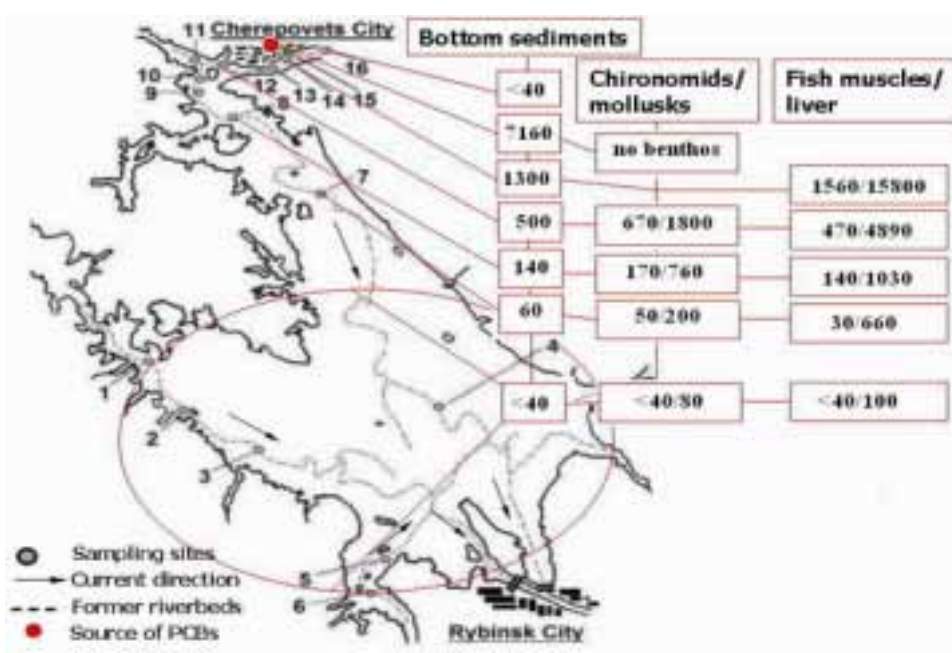 11
Cherepovets City
Bottom sediments
10
9
12
8
13
14
15
16
<40
Chironomids/
mollusks
Fish muscles/
liver
7160
no benthos
7
1300
1560/15800
500
670/1800
470/4890
140
170/760
140/1030
60
50/200
30/660
4
1
<40
<40/80
<40/100
2
3
Sampling sites
Current direction
5
Former riverbeds
6
Source of PCBs
Rybinsk City